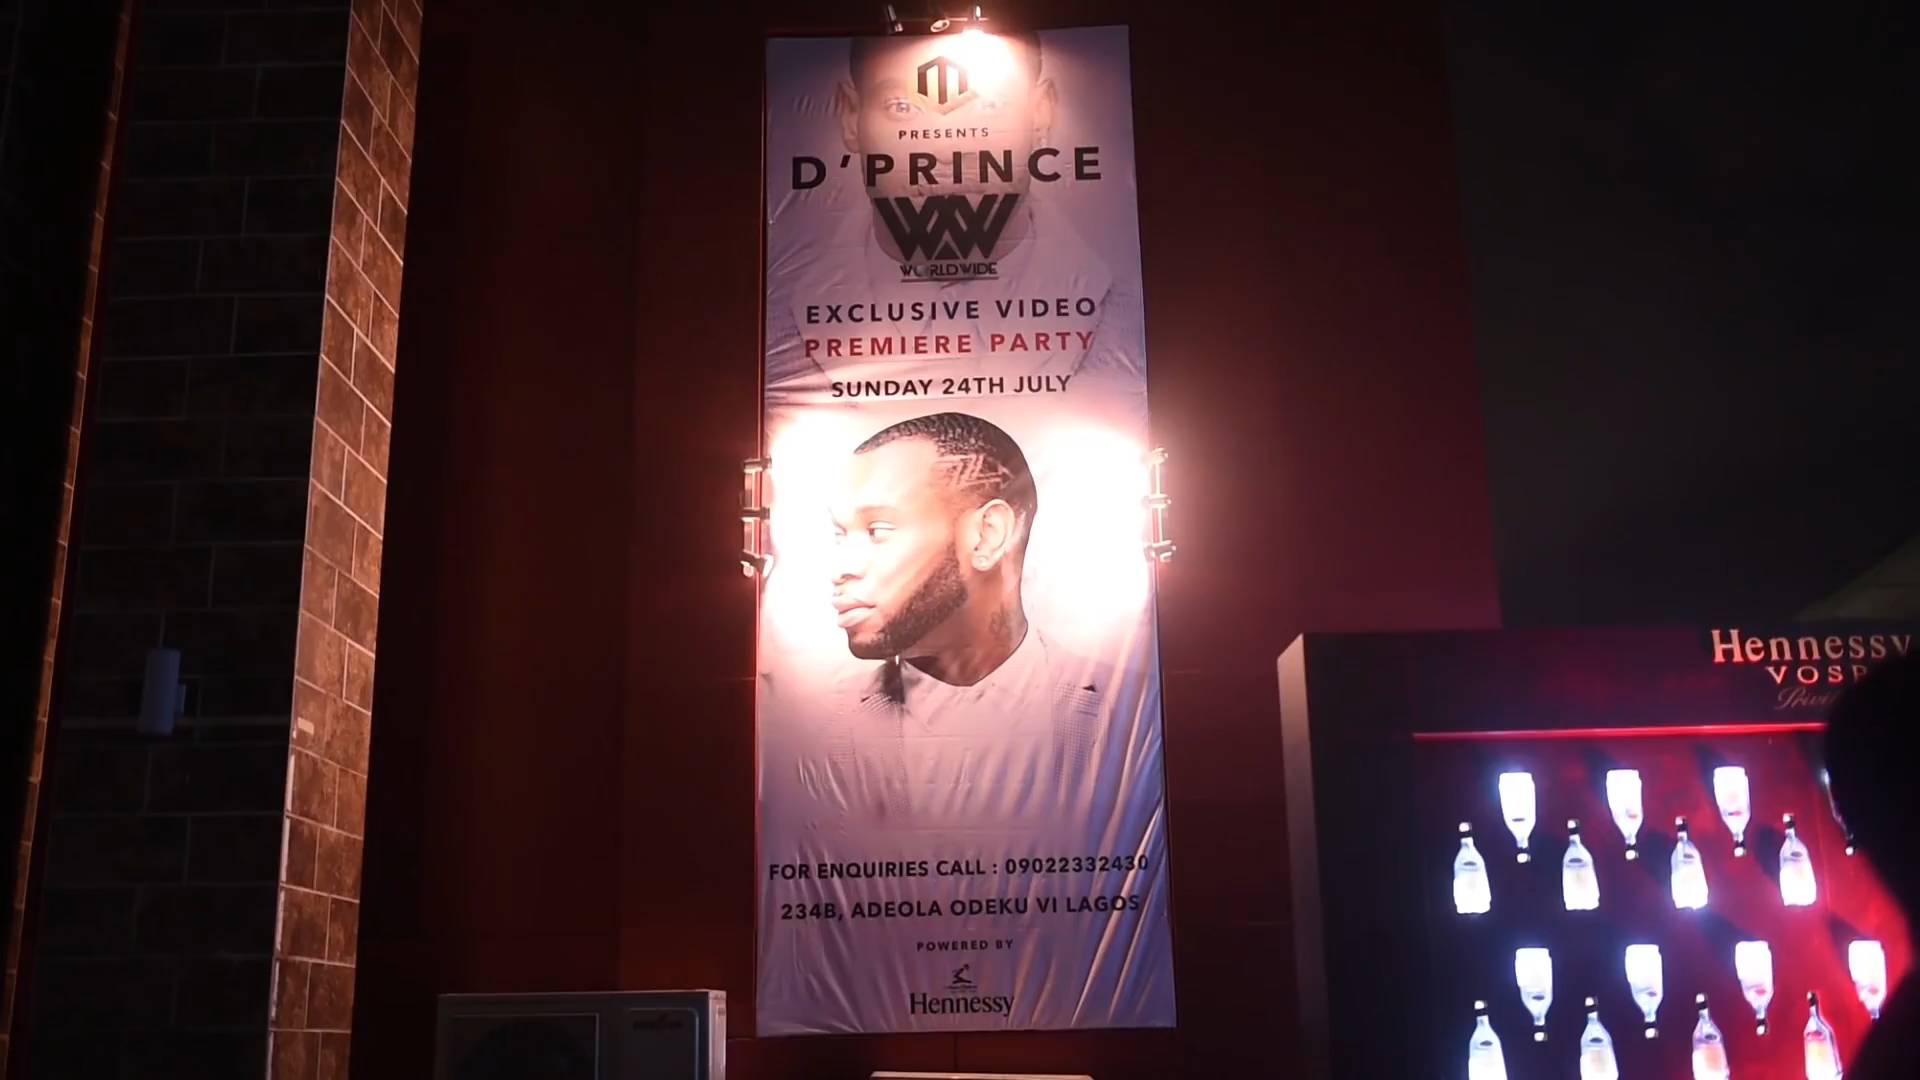 PRESENTS
D'PRINCE
WORLDWIDE
EXCLUSIVE VIDEO
PREMIERE PARTY
SUNDAY 24TH JULY
FOR ENQUIRIES CALL : 09022332430
234B, ADEOLA ODEKU VI LAGOS
POWERED BY
Hennessy
Hennessy